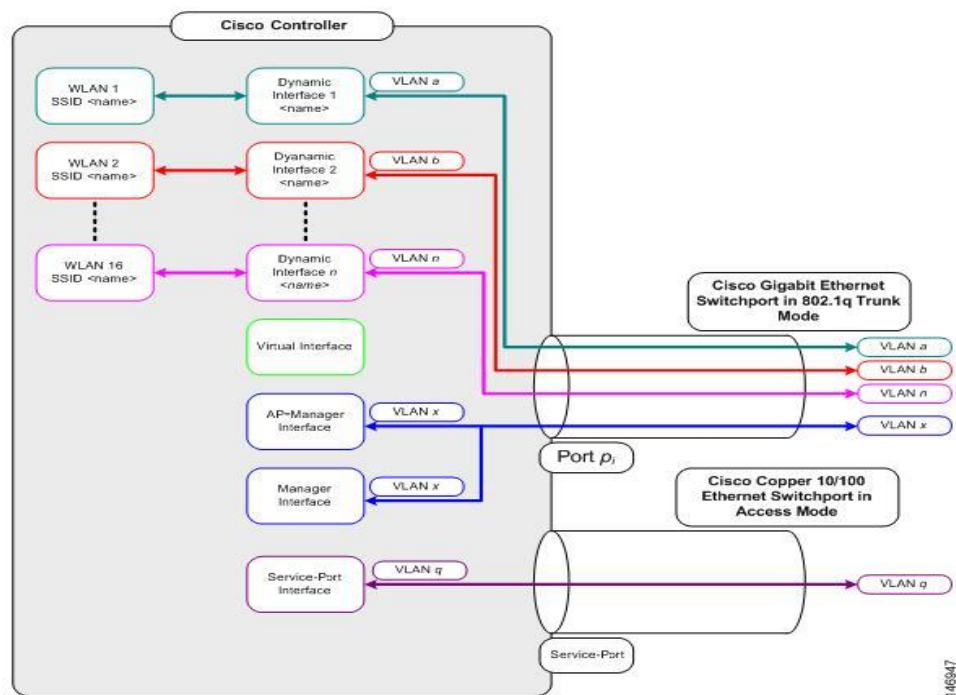 Cisco Controller
WLAN 1
SSID <name>
Dynamic
Interface 1
<name>
VLAN a
WLAN 2
SSID <name>
Dyanamic
Interface 2
<name>
VLAN b
WLAN 16
SSID <name>
Dynamic
Interface n
<name>
VLAN n
Virtual Interface
AP-Manager
Interface
VLAN x
Manager
Interface
VLAN x
Service-Port
Interface
VLAN q
Cisco Gigabit Ethernet
Switchport in 802.1q Trunk
Mode
VLAN a
VLAN b
VLAN n
VLAN x
Port pi
Cisco Copper 10/100
Ethernet Switchport in
Access Mode
VLAN q
Service-Port
146947